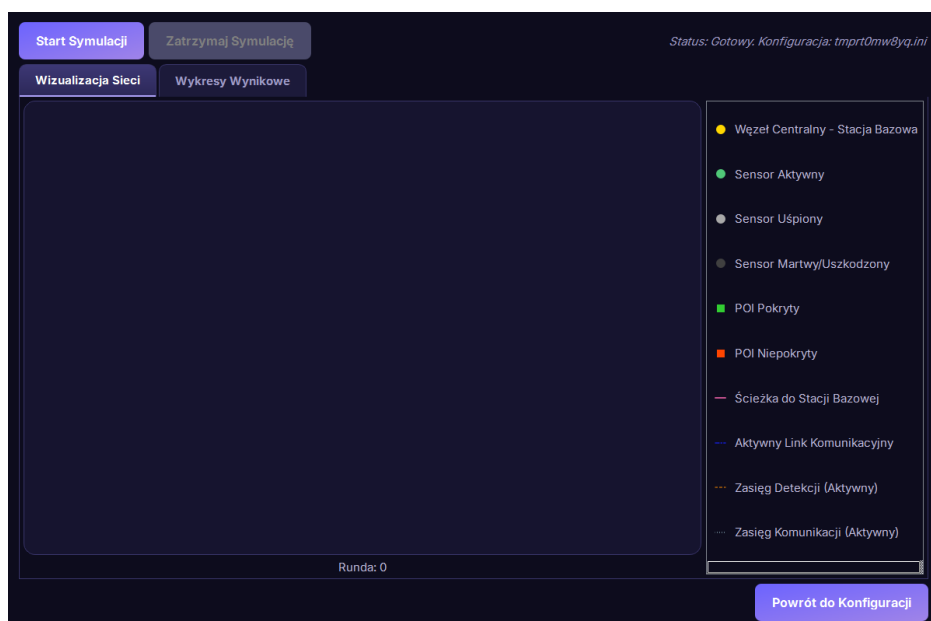 Start Symulacji
Zatrzymaj Symulację
Status: Gotowy. Konfiguracja: tmprt0mw8yq.ini
Wizualizacja Sieci
Wykresy Wynikowe
Węzeł Centralny - Stacja Bazowa
Sensor Aktywny
Sensor Uśpiony
Sensor Martwy/Uszkodzony
POI Pokryty
POI Niepokryty
Ścieżka do Stacji Bazowej
Aktywny Link Komunikacyjny
Zasięg Detekcji (Aktywny)
Zasięg Komunikacji (Aktywny)
Runda: 0
Powrót do Konfiguracji